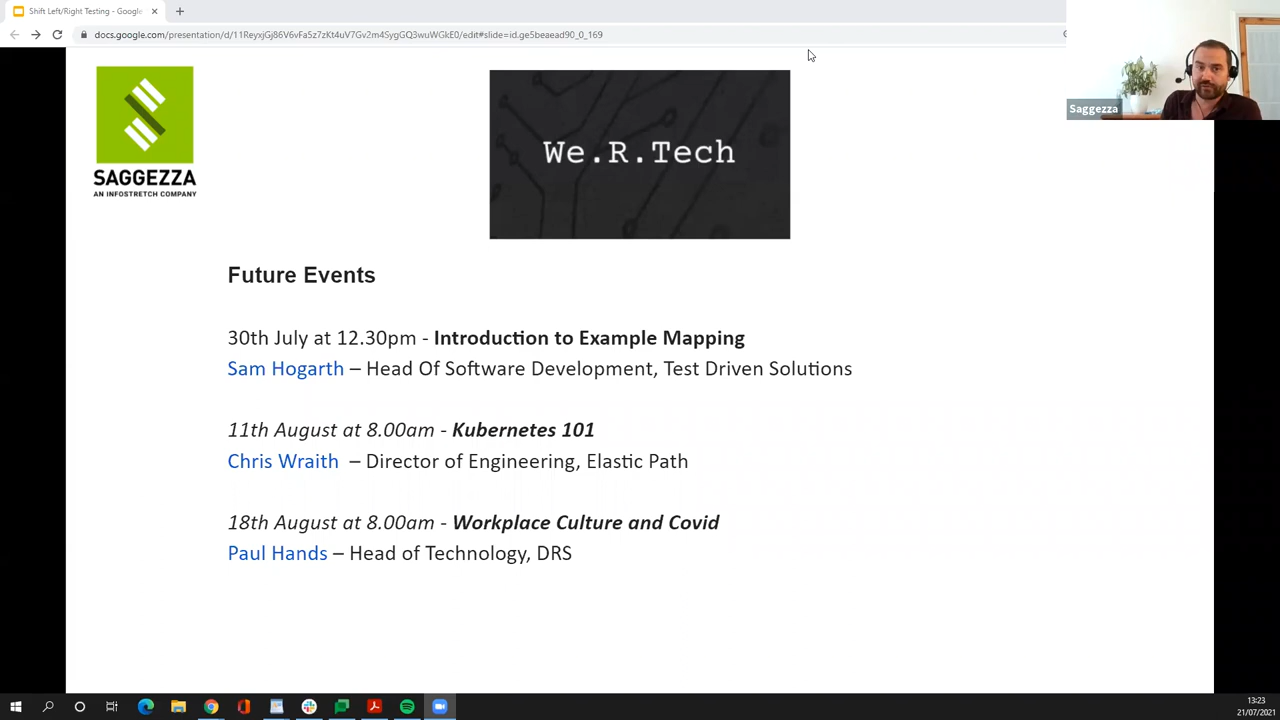 Shift Left/Right Testing - Google
docs.google.com/presentation/d/11ReyxjGj86V6vFa5z7zKt4uV7Gv2m4SygGQ3wuWGkE0/edit#slide=id.ge5beaead90_0_169
Saggezza
SAGGEZZA
AN INFOSTRETCH COMPANY
We.R.Tech
Future Events
30th July at 12.30pm - Introduction to Example Mapping
Sam Hogarth – Head Of Software Development, Test Driven Solutions
11th August at 8.00am - Kubernetes 101
Chris Wraith – Director of Engineering, Elastic Path
18th August at 8.00am - Workplace Culture and Covid
Paul Hands – Head of Technology, DRS
13:23
21/07/2021